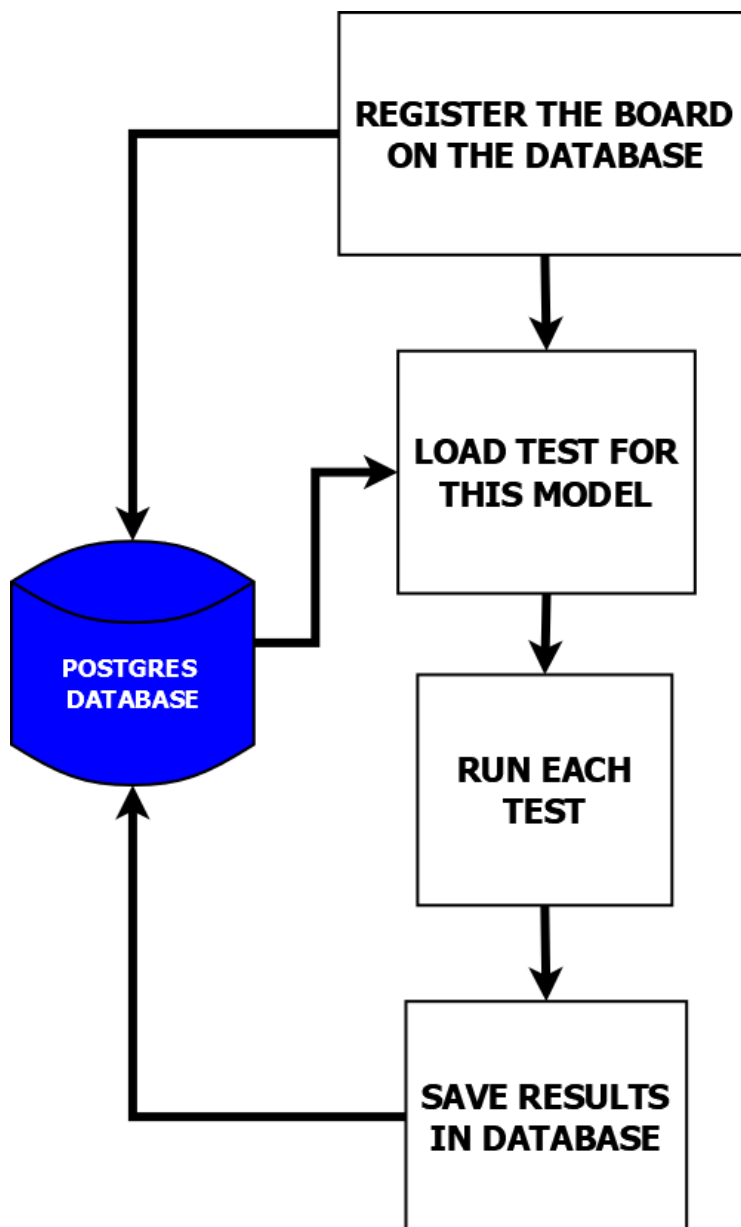 REGISTER THE BOARD
ON THE DATABASE
LOAD TEST FOR
THIS MODEL
POSTGRES
DATABASE
RUN EACH
TEST
SAVE RESULTS
IN DATABASE